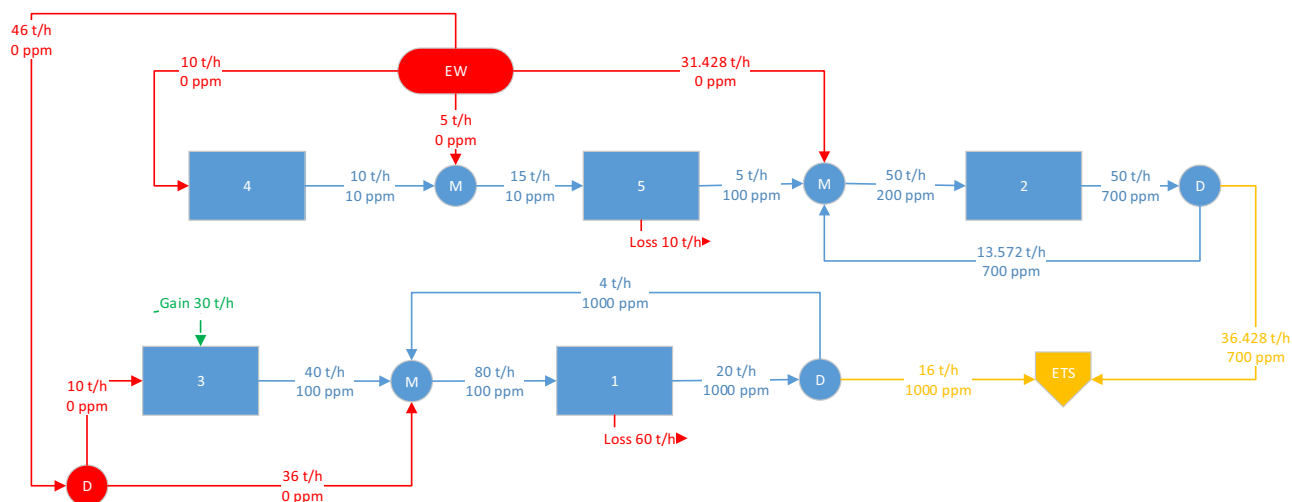 46 t/h
0 ppm
10 t/h
0 ppm
EW
31.428 t/h
0 ppm
5 t/h
0 ppm
4
10 t/h
10 ppm
M
15 t/h
10 ppm
5
5 t/h
100 ppm
M
50 t/h
200 ppm
2
50 t/h
700 ppm
D
Loss 10 t/h
13.572 t/h
700 ppm
Gain 30 t/h
4 t/h
1000 ppm
36.428 t/h
700 ppm
10 t/h
0 ppm
3
40 t/h
100 ppm
M
80 t/h
100 ppm
1
20 t/h
1000 ppm
D
16 t/h
1000 ppm
ETS
Loss 60 t/h
D
36 t/h
0 ppm